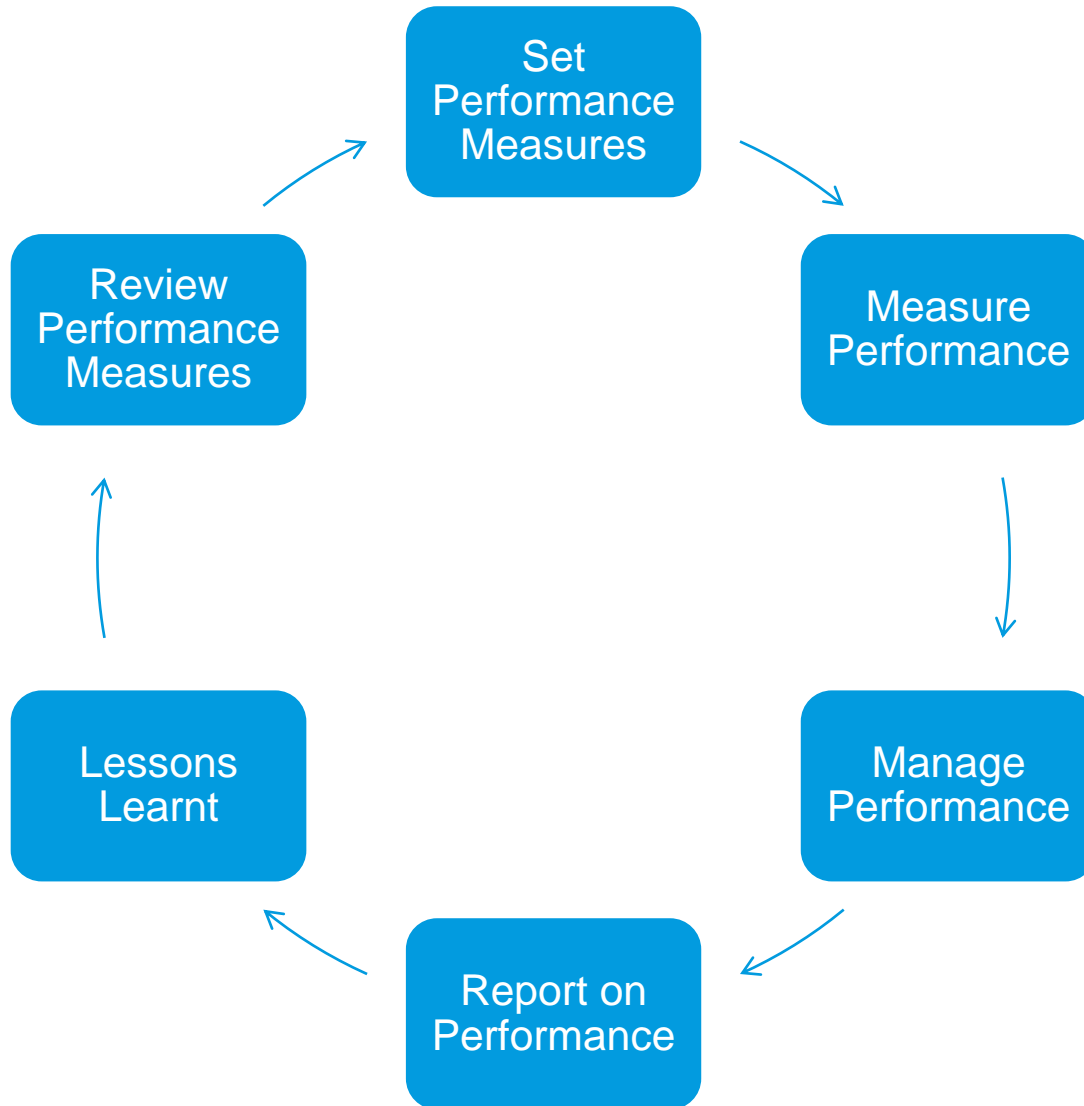 Set
Performance
Measures
Measure
Performance
Manage
Performance
Report on
Performance
Lessons
Learnt
Review
Performance
Measures